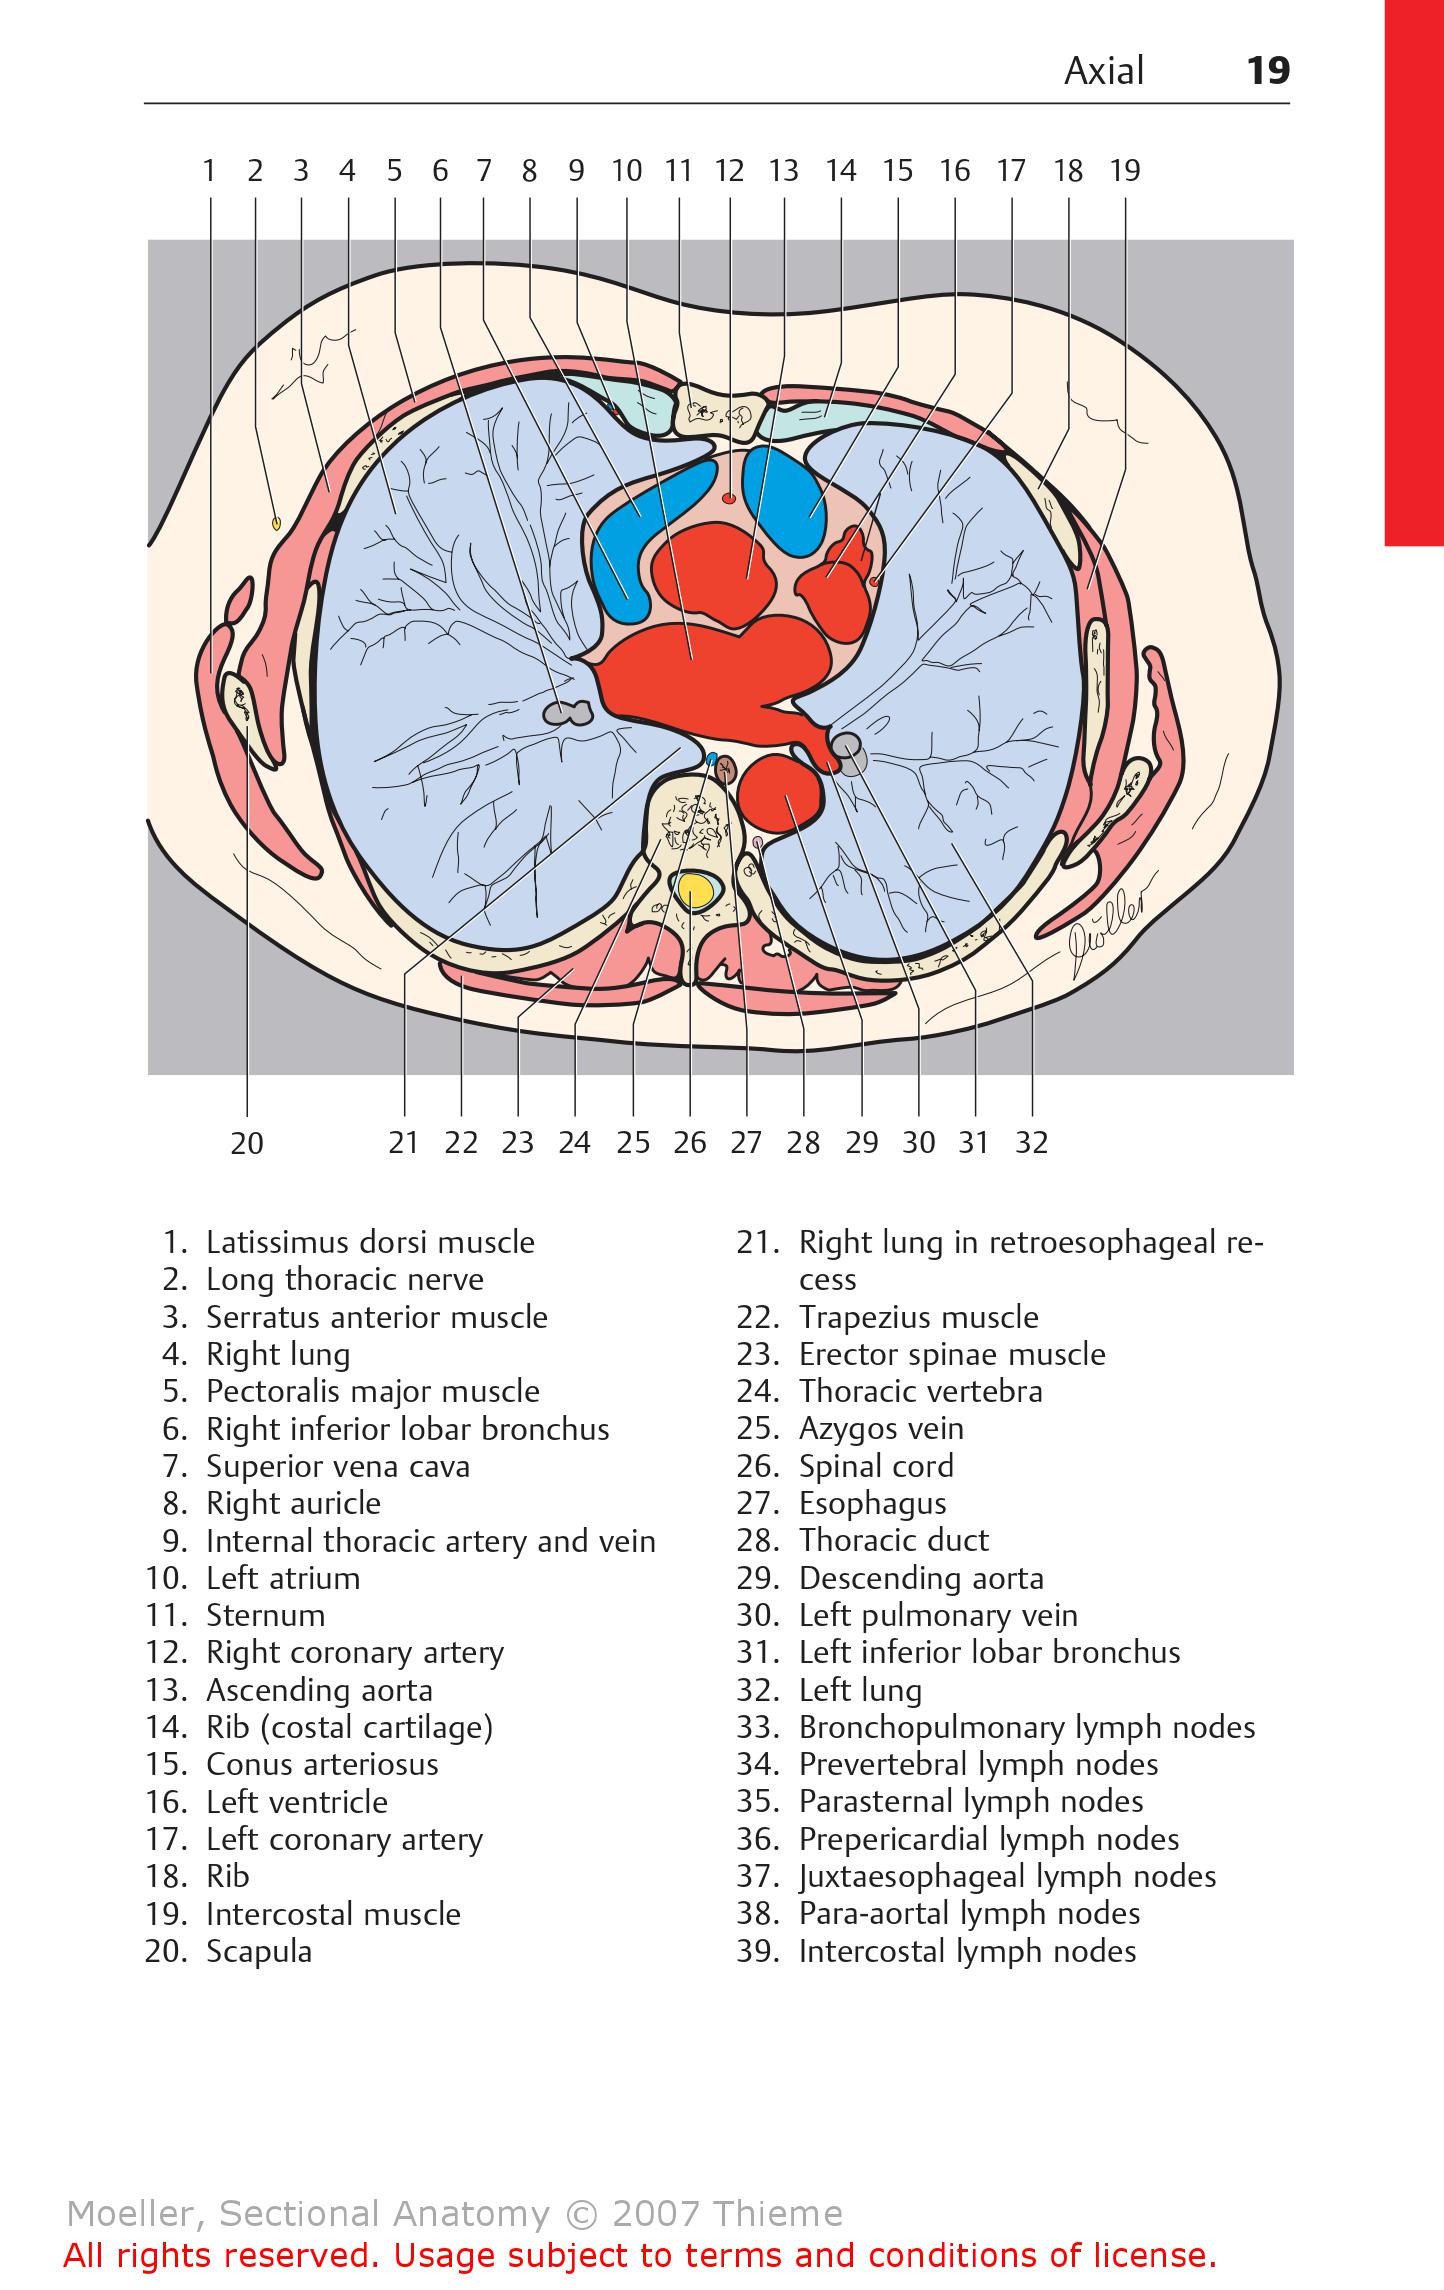 Axial 19
1 2 3 4 5 6 7 8 9 10 11 12 13 14 15 16 17 18 19
20 21 22 23 24 25 26 27 28 29 30 31 32
1. Latissimus dorsi muscle
2. Long thoracic nerve
3. Serratus anterior muscle
4. Right lung
5. Pectoralis major muscle
6. Right inferior lobar bronchus
7. Superior vena cava
8. Right auricle
9. Internal thoracic artery and vein
10. Left atrium
11. Sternum
12. Right coronary artery
13. Ascending aorta
14. Rib (costal cartilage)
15. Conus arteriosus
16. Left ventricle
17. Left coronary artery
18. Rib
19. Intercostal muscle
20. Scapula
21. Right lung in retroesophageal re-
cess
22. Trapezius muscle
23. Erector spinae muscle
24. Thoracic vertebra
25. Azygos vein
26. Spinal cord
27. Esophagus
28. Thoracic duct
29. Descending aorta
30. Left pulmonary vein
31. Left inferior lobar bronchus
32. Left lung
33. Bronchopulmonary lymph nodes
34. Prevertebral lymph nodes
35. Parasternal lymph nodes
36. Prepericardial lymph nodes
37. Juxtaesophageal lymph nodes
38. Para-aortal lymph nodes
39. Intercostal lymph nodes
Moeller, Sectional Anatomy © 2007 Thieme
All rights reserved. Usage subject to terms and conditions of license.